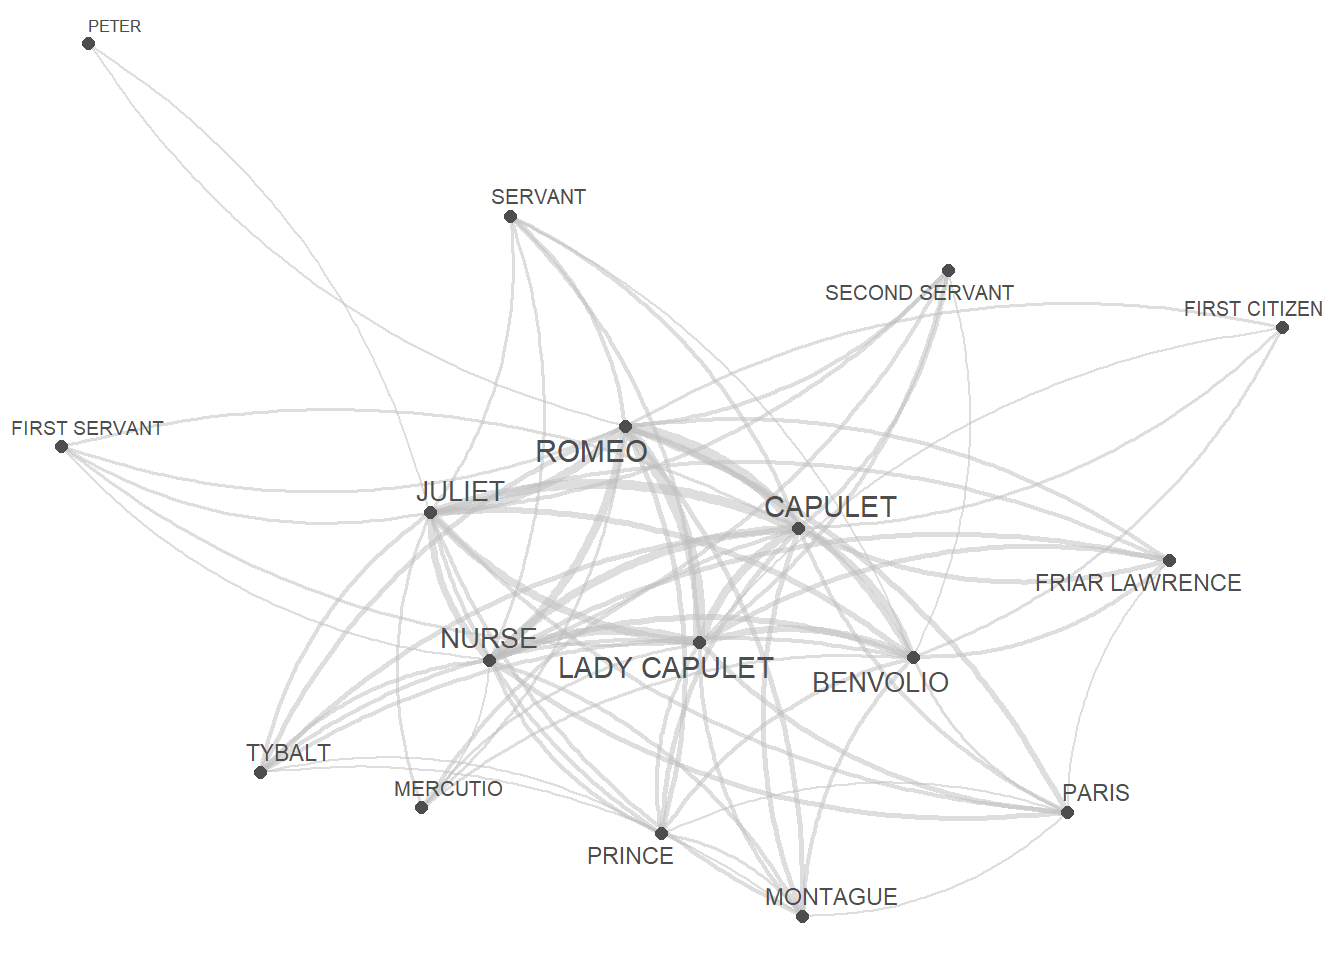 PETER
SERVANT
SECOND SERVANT
FIRST CITIZEN
FIRST SERVANT
ROMEO
JULIET
CAPULET
FRIAR LAWRENCE
NURSE
LADY CAPULET
BENVOLIO
TYBALT
MERCUTIO
PARIS
PRINCE
MONTAGUE